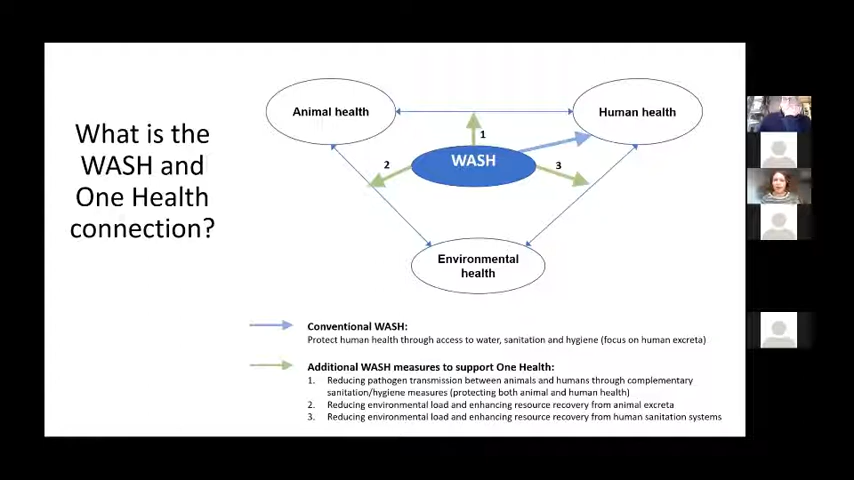 What is the
WASH and
One Health
connection?
Animal health
Human health
1
WASH
2
3
Environmental
health
Conventional WASH:
Protect human health through access to water, sanitation and hygiene (focus on human excreta)
Additional WASH measures to support One Health:
1. Reducing pathogen transmission between animals and humans through complementary
sanitation/hygiene measures (protecting both animal and human health)
2. Reducing environmental load and enhancing resource recovery from animal excreta
3. Reducing environmental load and enhancing resource recovery from human sanitation systems